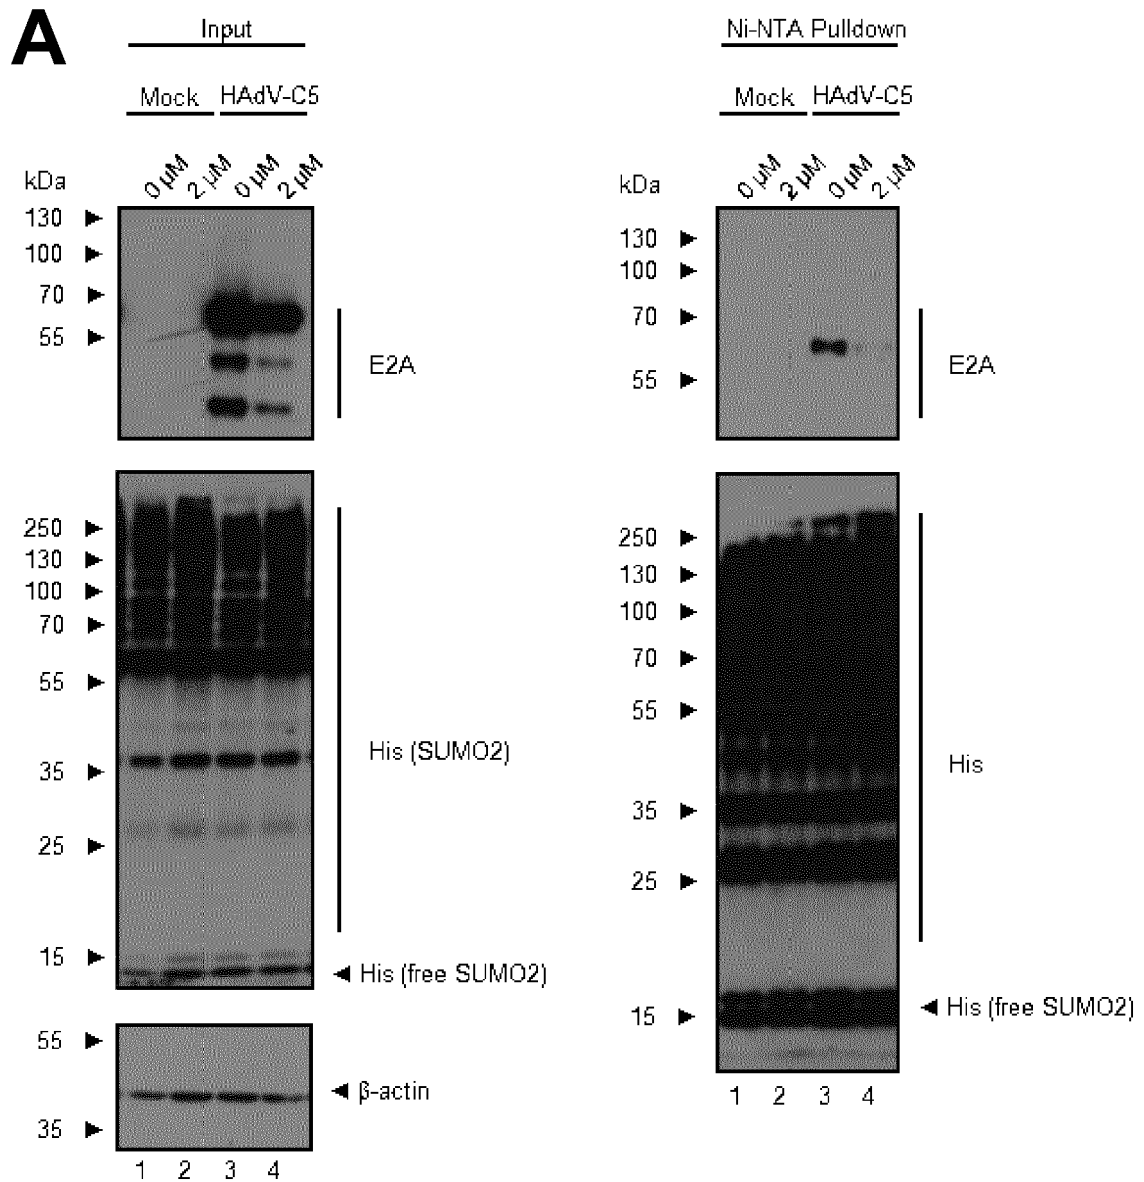 A
Input
Mock HAdV-C5
0 µM 2 µM 0 µM 2 µM
kDa
130
100
70
55
E2A
250
130
100
70
55
35
25
15
His (SUMO2)
His (free SUMO2)
55
35
β-actin
1 2 3 4
Ni-NTA Pulldown
Mock HAdV-C5
0 µM 2 µM 0 µM 2 µM
kDa
130
100
70
55
E2A
250
130
100
70
55
35
25
15
His
His (free SUMO2)
1 2 3 4